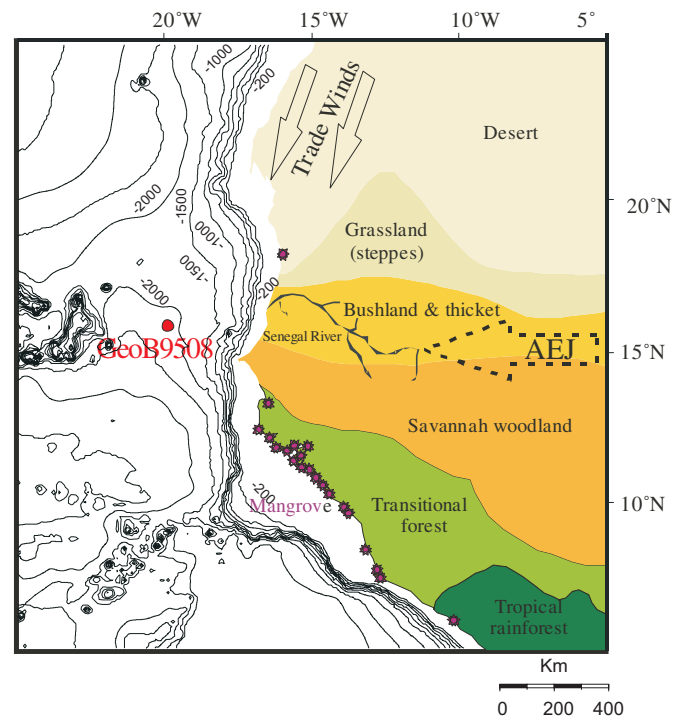 20°W 15°W 10°W 5°
-1000
-200
Trade Winds
Desert
-2000
-1500
20°N
-1000
Grassland
(steppes)
-1500
-2000
-200
Bushland & thicket
Senegal River
GeoB9508
AEJ
15°N
Savannah woodland
-200
Mangrove
10°N
Transitional
forest
Tropical
rainforest
Km
0 200 400